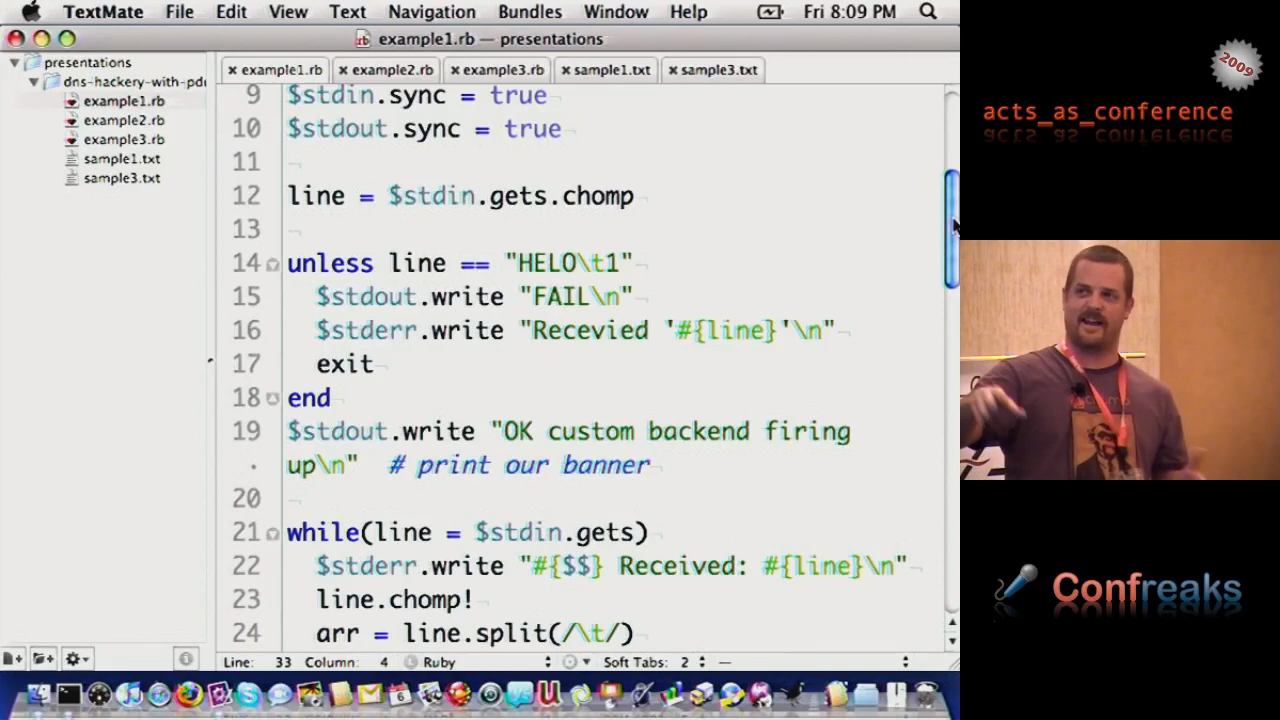 TextMate File Edit View Text Navigation Bundles Window Help Fri 8:09 PM
example1.rb — presentations
presentations
dns-hackery-with-pdn
example1.rb
example2.rb
example3.rb
sample1.txt
sample3.txt
example1.rb example2.rb example3.rb sample1.txt sample3.txt
9 $stdin.sync = true
10 $stdout.sync = true
11
12 line = $stdin.gets.chomp
13
14 unless line == "HELO\t1"
15 $stdout.write "FAIL\n"
16 $stderr.write "Recevied '#{line}'\n"
17 exit
18 end
19 $stdout.write "OK custom backend firing
up\n" # print our banner
20
21 while(line = $stdin.gets)
22 $stderr.write "#{$$} Received: #{line}\n"
23 line.chomp!
24 arr = line.split(/\t/)
Line: 33 Column: 4 Ruby Soft Tabs: 2
2009
acts_as_conference
Confreaks